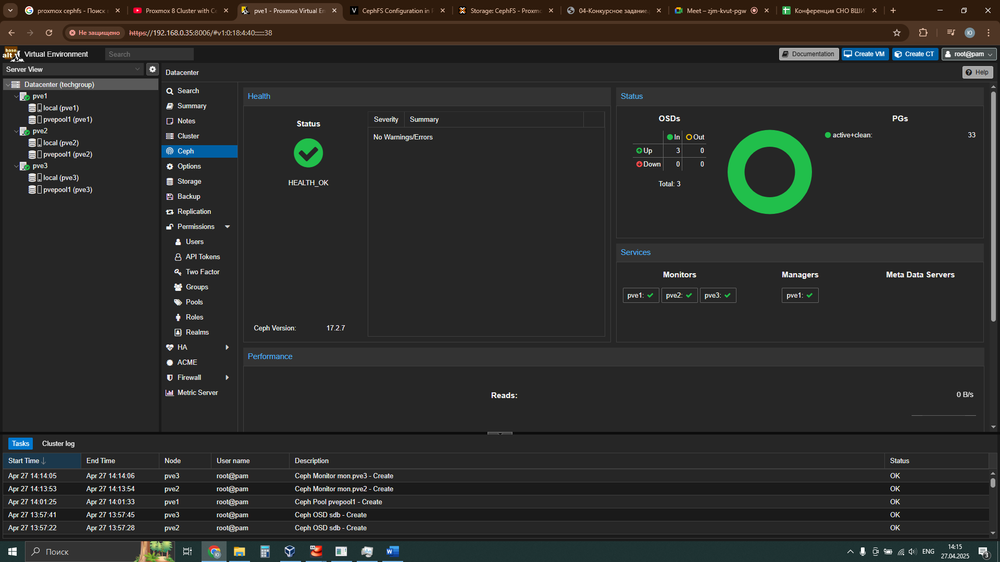 proxmox cephfs - Поиск в
Proxmox 8 Cluster with Ce
pve1 - Proxmox Virtual En
CephFS Configuration in P
Storage: CephFS - Proxmo
04-Конкурсное задание.
Meet – zjm-kvut-pgw
Конференция СНО ВШИ
Не защищено
https://192.168.0.35:8006/#v1:0:18:4:40::::::38
Ю
base alt
Virtual Environment
Search
Documentation
Create VM
Create CT
root@pam
Server View
Datacenter
Help
Datacenter (techgroup)
pve1
local (pve1)
pvepool1 (pve1)
pve2
local (pve2)
pvepool1 (pve2)
pve3
local (pve3)
pvepool1 (pve3)
Search
Summary
Notes
Cluster
Ceph
Options
Storage
Backup
Replication
Permissions
Users
API Tokens
Two Factor
Groups
Pools
Roles
Realms
HA
ACME
Firewall
Metric Server
Health
Status
HEALTH_OK
Ceph Version: 17.2.7
Severity Summary
No Warnings/Errors
Status
OSDs
In Out
Up 3 0
Down 0 0
Total: 3
PGs
active+clean: 33
Services
Monitors
pve1: pve2: pve3:
Managers
pve1:
Meta Data Servers
Performance
Reads: 0 B/s
Tasks Cluster log
Start Time End Time Node User name Description Status
Apr 27 14:14:05 Apr 27 14:14:06 pve3 root@pam Ceph Monitor mon.pve3 - Create OK
Apr 27 14:13:53 Apr 27 14:13:54 pve2 root@pam Ceph Monitor mon.pve2 - Create OK
Apr 27 14:01:25 Apr 27 14:01:33 pve1 root@pam Ceph Pool pvepool1 - Create OK
Apr 27 13:57:41 Apr 27 13:57:45 pve3 root@pam Ceph OSD sdb - Create OK
Apr 27 13:57:22 Apr 27 13:57:28 pve2 root@pam Ceph OSD sdb - Create OK
Поиск
ENG
14:15
27.04.2025
3